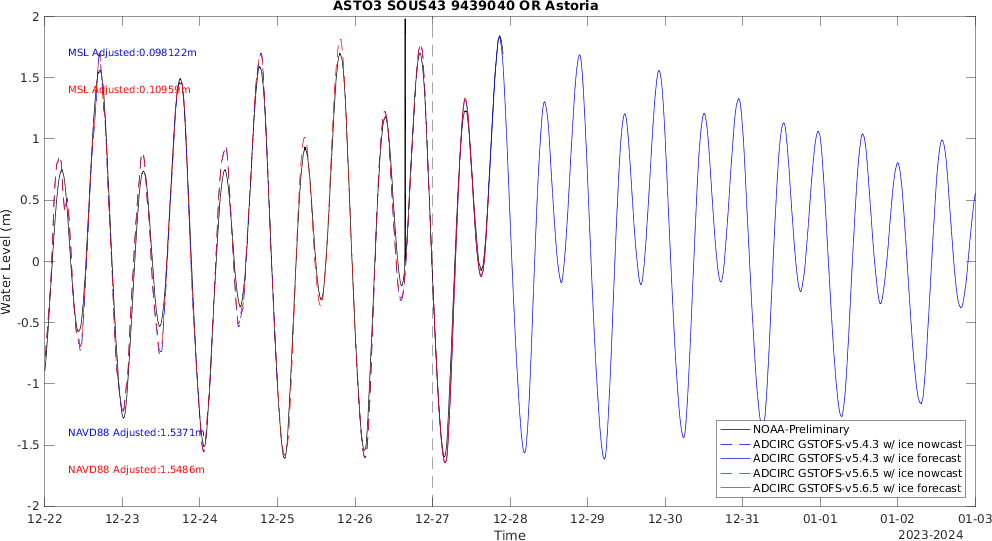 ASTO3 SOUS43 9439040 OR Astoria
MSL Adjusted:0.098122m
MSL Adjusted:0.10959m
NAVD88 Adjusted:1.5371m
NAVD88 Adjusted:1.5486m
Water Level (m)
2
1.5
1
0.5
0
-0.5
-1
-1.5
-2
NOAA-Preliminary
ADCIRC GSTOFS-v5.4.3 w/ ice nowcast
ADCIRC GSTOFS-v5.4.3 w/ ice forecast
ADCIRC GSTOFS-v5.6.5 w/ ice nowcast
ADCIRC GSTOFS-v5.6.5 w/ ice forecast
12-22 12-23 12-24 12-25 12-26 12-27 12-28 12-29 12-30 12-31 01-01 01-02 01-03
Time
2023-2024